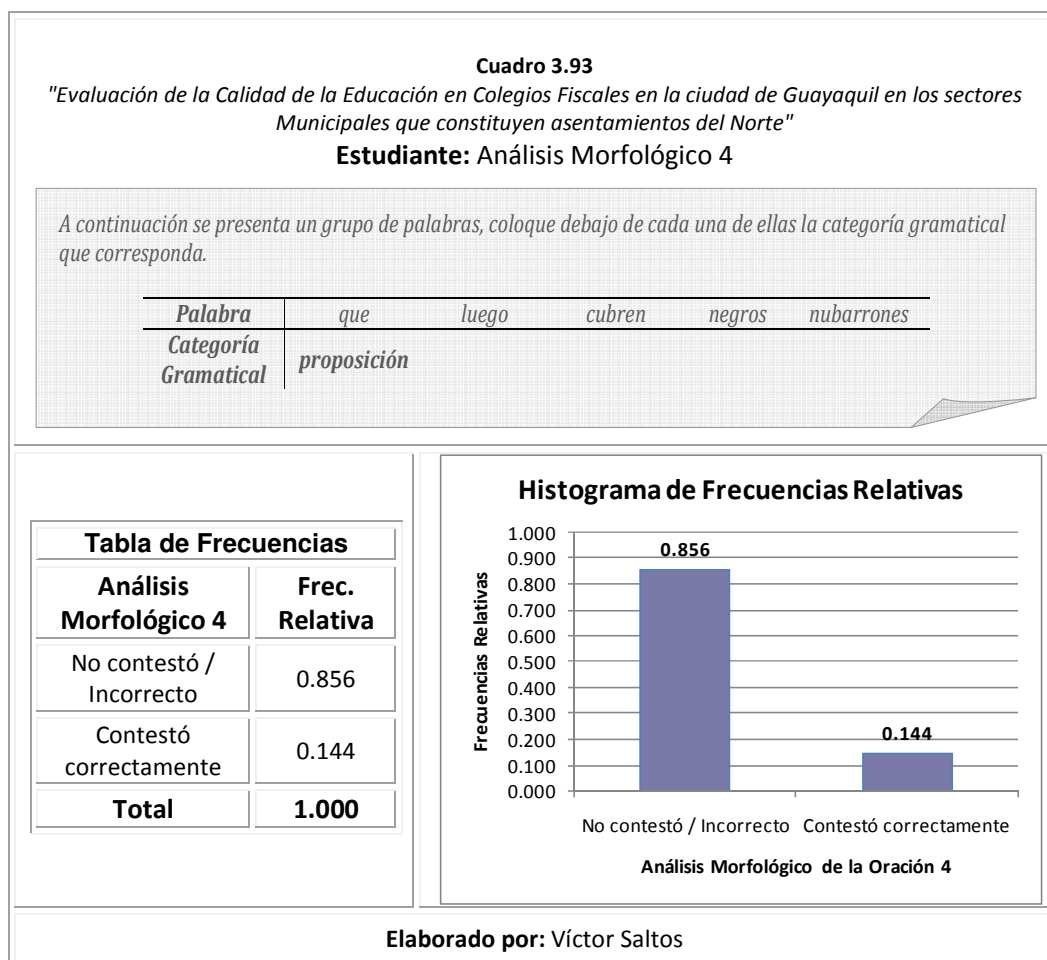 Cuadro 3.93
"Evaluación de la Calidad de la Educación en Colegios Fiscales en la ciudad de Guayaquil en los sectores
Municipales que constituyen asentamientos del Norte"
Estudiante: Análisis Morfológico 4
A continuación se presenta un grupo de palabras, coloque debajo de cada una de ellas la categoría gramatical
que corresponda.
Palabra que luego cubren negros nubarrones
Categoría
Gramatical proposición
Tabla de Frecuencias
Análisis
Morfológico 4
Frec.
Relativa
No contestó /
Incorrecto
0.856
Contestó
correctamente
0.144
Total 1.000
Histograma de Frecuencias Relativas
Frecuencias Relativas
1.000
0.900
0.800
0.700
0.600
0.500
0.400
0.300
0.200
0.100
0.000
0.856
0.144
No contestó / Incorrecto Contestó correctamente
Análisis Morfológico de la Oración 4
Elaborado por: Víctor Saltos